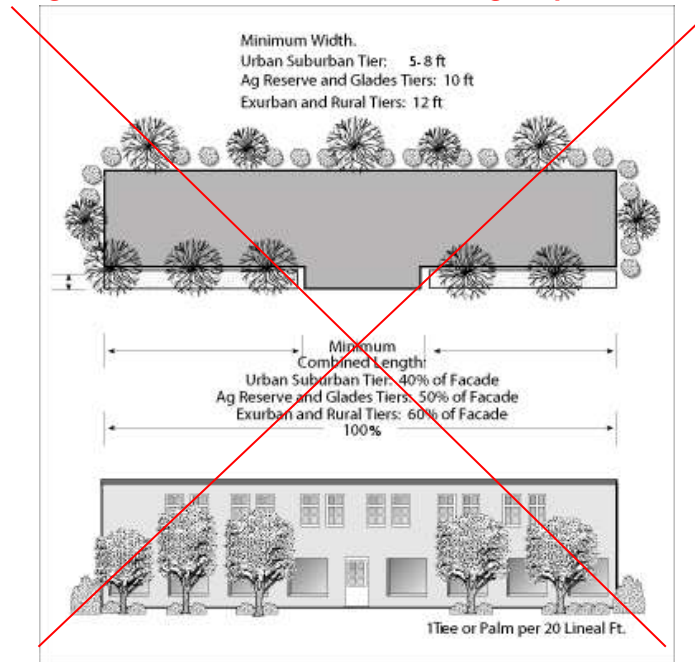 Minimum Width.
Urban Suburban Tier: 5-8 ft
Ag Reserve and Glades Tiers: 10 ft
Exurban and Rural Tiers: 12 ft
Minimum
Combined Length:
Urban Suburban Tier: 40% of Facade
Ag Reserve and Glades Tiers: 50% of Facade
Exurban and Rural Tiers: 60% of Facade
100%
1Tiee or Palm per 20 Lineal Ft.